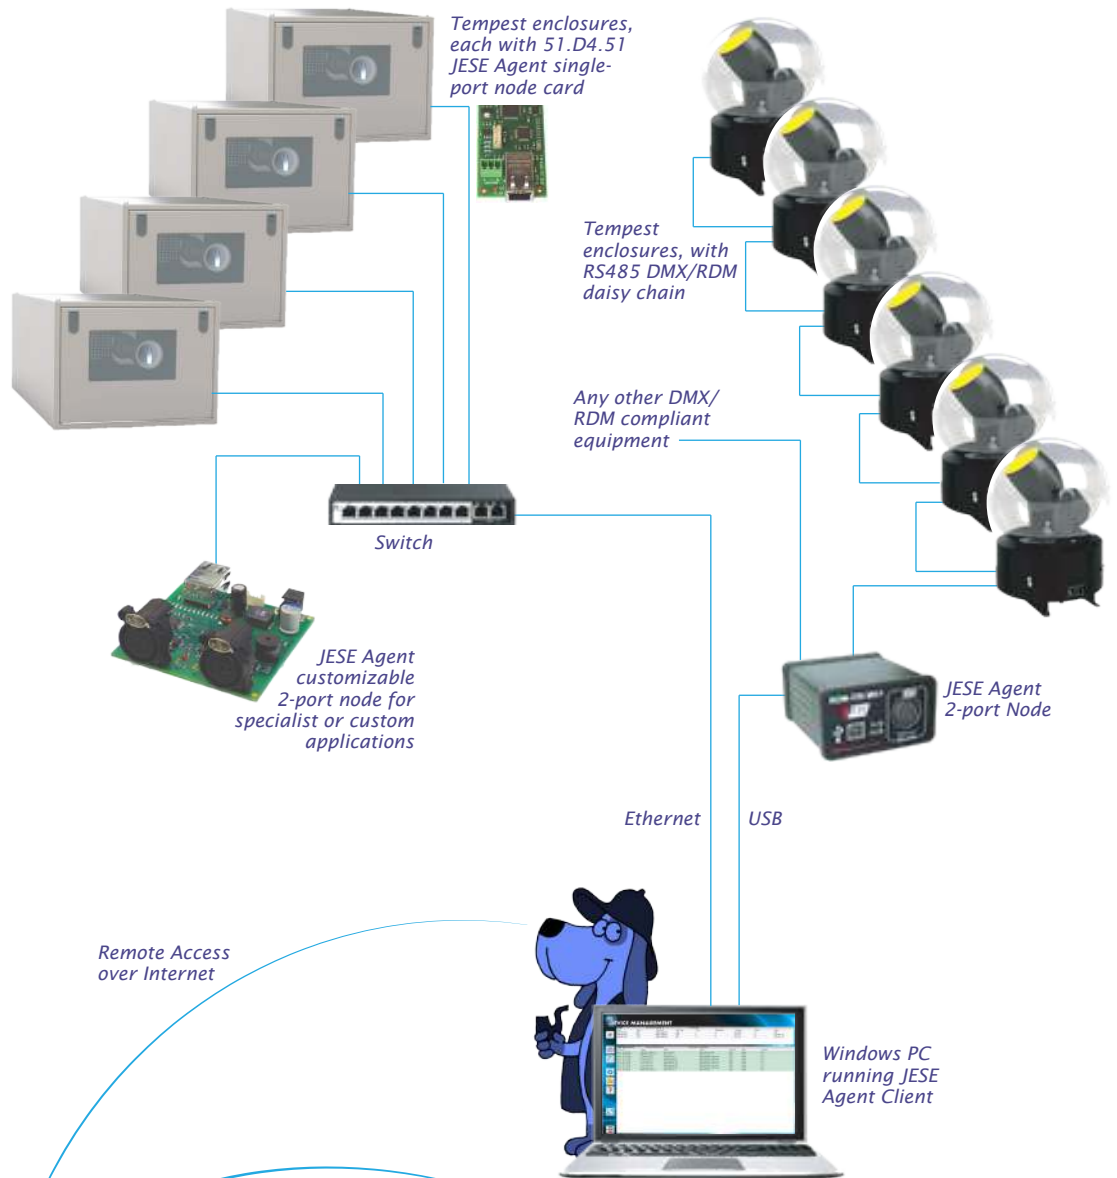 Tempest enclosures,
each with 51.D4.51
JESE Agent single-
port node card
Tempest
enclosures, with
RS485 DMX/RDM
daisy chain
Any other DMX/
RDM compliant
equipment
Switch
JESE Agent
customizable
2-port node for
specialist or custom
applications
JESE Agent
2-port Node
Ethernet
USB
Remote Access
over Internet
DEVICE MANAGEMENT
Windows PC
running JESE
Agent Client